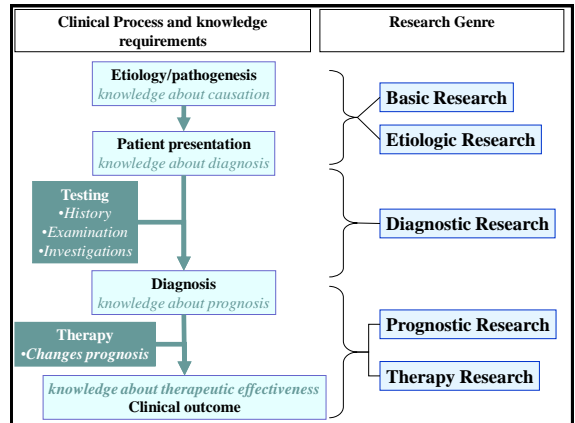 Clinical Process and knowledge
requirements
Research Genre
Etiology/pathogenesis
knowledge about causation
Basic Research
Etiologic Research
Patient presentation
knowledge about diagnosis
Testing
•History
•Examination
•Investigations
Diagnostic Research
Diagnosis
knowledge about prognosis
Therapy
•Changes prognosis
Prognostic Research
Therapy Research
knowledge about therapeutic effectiveness
Clinical outcome